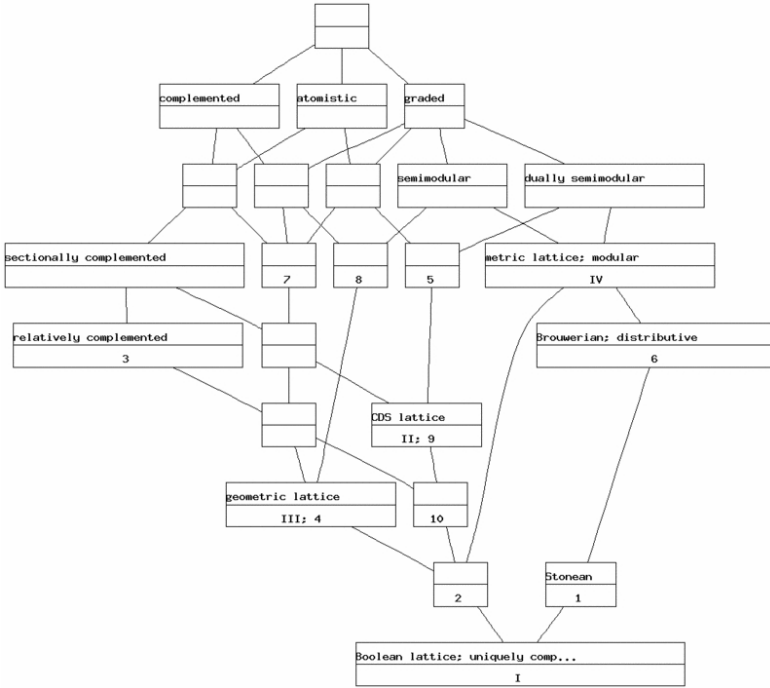 complemented
atomistic
graded
semimodular
dually semimodular
sectionally complemented
7
8
5
metric lattice; modular
IV
relatively complemented
3
Brouwerian; distributive
6
CDS lattice
II; 9
geometric lattice
III; 4
10
2
Stonean
1
Boolean lattice; uniquely comp...
I